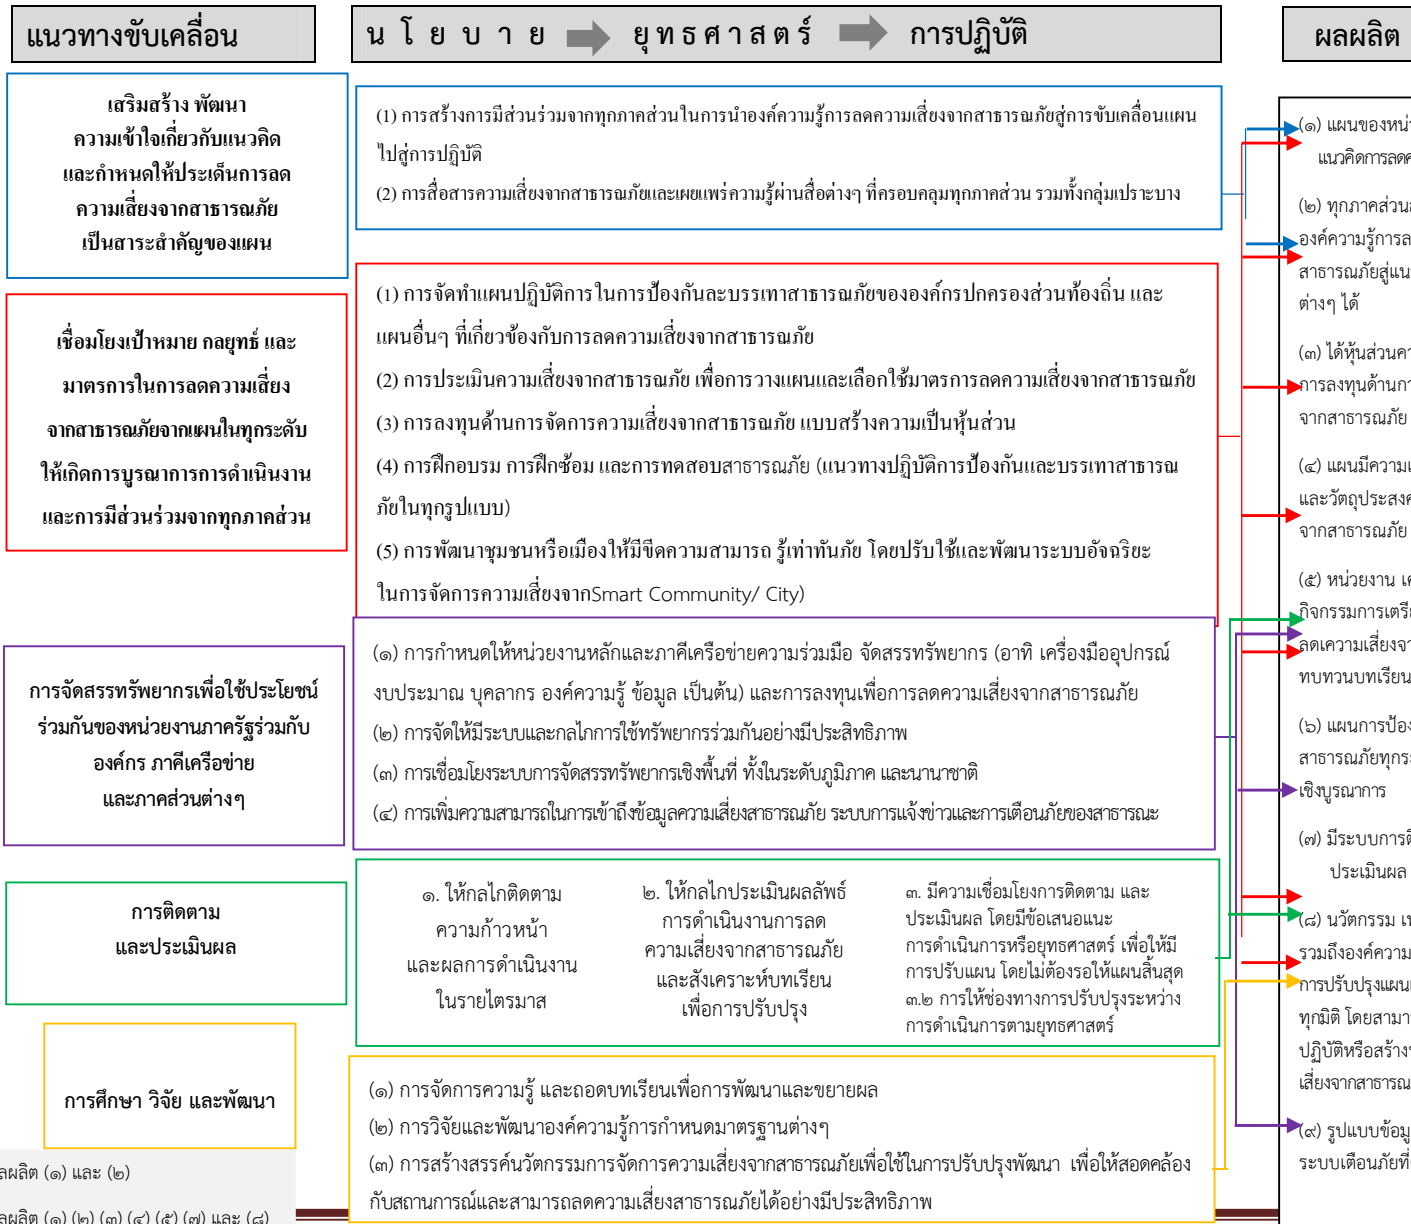 แนวทางขับเคลื่อน
น โ ย บ า ย ยุ ท ธ ศ า ส ต ร์ การปฏิบัติ
ผลผลิต
เสริมสร้าง พัฒนา
ความเข้าใจเกี่ยวกับแนวคิด
และกำหนดให้ประเด็นการลด
ความเสี่ยงจากสาธารณภัย
เป็นสาระสำคัญของแผน
(1) การสร้างการมีส่วนร่วมจากทุกภาคส่วนในการนำองค์ความรู้การลดความเสี่ยงจากสาธารณภัยสู่การขับเคลื่อนแผน
ไปสู่การปฏิบัติ
(2) การสื่อสารความเสี่ยงจากสาธารณภัยและเผยแพร่ความรู้ผ่านสื่อต่างๆ ที่ครอบคลุมทุกภาคส่วน รวมทั้งกลุ่มเปราะบาง
เชื่อมโยงเป้าหมาย กลยุทธ์ และ
มาตรการในการลดความเสี่ยง
จากสาธารณภัยจากแผนในทุกระดับ
ให้เกิดการบูรณาการการดำเนินงาน
และการมีส่วนร่วมจากทุกภาคส่วน
(1) การจัดทำแผนปฏิบัติการในการป้องกันละบรรเทาสาธารณภัยขององค์กรปกครองส่วนท้องถิ่น และ
แผนอื่นๆ ที่เกี่ยวข้องกับการลดความเสี่ยงจากสาธารณภัย
(2) การประเมินความเสี่ยงจากสาธารณภัย เพื่อการวางแผนและเลือกใช้มาตรการลดความเสี่ยงจากสาธารณภัย
(3) การลงทุนด้านการจัดการความเสี่ยงจากสาธารณภัย แบบสร้างความเป็นหุ้นส่วน
(4) การฝึกอบรม การฝึกซ้อม และการทดสอบสาธารณภัย (แนวทางปฏิบัติการป้องกันและบรรเทาสาธารณ
ภัยในทุกรูปแบบ)
(5) การพัฒนาชุมชนหรือเมืองให้มีขีดความสามารถ รู้เท่าทันภัย โดยปรับใช้และพัฒนาระบบอัจฉริยะ
ในการจัดการความเสี่ยงจากSmart Community/ City)
การจัดสรรทรัพยากรเพื่อใช้ประโยชน์
ร่วมกันของหน่วยงานภาครัฐร่วมกับ
องค์กร ภาคีเครือข่าย
และภาคส่วนต่างๆ
(๑) การกำหนดให้หน่วยงานหลักและภาคีเครือข่ายความร่วมมือ จัดสรรทรัพยากร (อาทิ เครื่องมืออุปกรณ์
งบประมาณ บุคลากร องค์ความรู้ ข้อมูล เป็นต้น) และการลงทุนเพื่อการลดความเสี่ยงจากสาธารณภัย
(๒) การจัดให้มีระบบและกลไกการใช้ทรัพยากรร่วมกันอย่างมีประสิทธิภาพ
(๓) การเชื่อมโยงระบบการจัดสรรทรัพยากรเชิงพื้นที่ ทั้งในระดับภูมิภาค และนานาชาติ
(๔) การเพิ่มความสามารถในการเข้าถึงข้อมูลความเสี่ยงสาธารณภัย ระบบการแจ้งข่าวและการเตือนภัยของสาธารณะ
การติดตาม
และประเมินผล
๑. ให้กลไกติดตาม
ความก้าวหน้า
และผลการดำเนินงาน
ในรายไตรมาส
๒. ให้กลไกประเมินผลลัพธ์
การดำเนินงานการลด
ความเสี่ยงจากสาธารณภัย
และสังเคราะห์บทเรียน
เพื่อการปรับปรุง
๓. มีความเชื่อมโยงการติดตาม และ
ประเมินผล โดยมีข้อเสนอแนะ
การดำเนินการหรือยุทธศาสตร์ เพื่อให้มี
การปรับแผน โดยไม่ต้องรอให้แผนสิ้นสุด
๓.๒ การให้ช่องทางการปรับปรุงระหว่าง
การดำเนินการตามยุทธศาสตร์
การศึกษา วิจัย และพัฒนา
(๑) การจัดการความรู้ และถอดบทเรียนเพื่อการพัฒนาและขยายผล
(๒) การวิจัยและพัฒนาองค์ความรู้การกำหนดมาตรฐานต่างๆ
(๓) การสร้างสรรค์นวัตกรรมการจัดการความเสี่ยงจากสาธารณภัยเพื่อใช้ในการปรับปรุงพัฒนา เพื่อให้สอดคล้อง
กับสถานการณ์และสามารถลดความเสี่ยงสาธารณภัยได้อย่างมีประสิทธิภาพ
ลผลิต (๑) และ (๒)
ลผลิต (๑) (๒) (๓) (๔) (๕) (๗) และ (๘)
(๑) แผนของหน่
แนวคิดการลด
(๒) ทุกภาคส่วน
องค์ความรู้การล
สาธารณภัยสู่แน
ต่างๆ ได้
(๓) ได้หุ้นส่วนคว
การลงทุนด้านกา
จากสาธารณภัย
(๔) แผนมีความเ
และวัตถุประสงค
จากสาธารณภัย
(๕) หน่วยงาน เค
กิจกรรมการเตรีย
ลดเความเสี่ยงจา
ทบทวนบทเรียน
(๖) แผนการป้อง
สาธารณภัยทุกระ
เชิงบูรณาการ
(๗) มีระบบการต
ประเมินผล
(๘) นวัตกรรม เท
รวมถึงองค์ความ
การปรับปรุงแผน
ทุกมิติ โดยสามา
ปฏิบัติหรือสร้าง
เสี่ยงจากสาธารณ
(๙) รูปแบบข้อมู
ระบบเตือนภัยที่